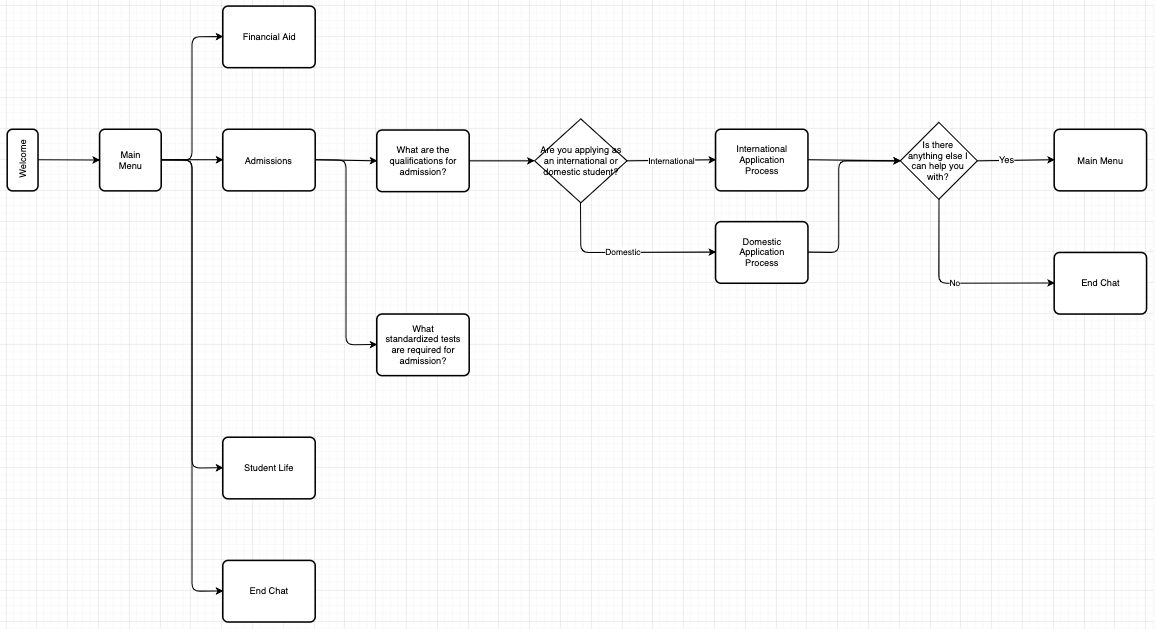 Financial Aid
Welcome
Main
Menu
Admissions
What are the
qualifications for
admission?
Are you applying as
an international or
domestic student?
International
International
Application
Process
Is there
anything else I
can help you
with?
Yes
Main Menu
Domestic
Domestic
Application
Process
No
End Chat
What
standardized tests
are required for
admission?
Student Life
End Chat